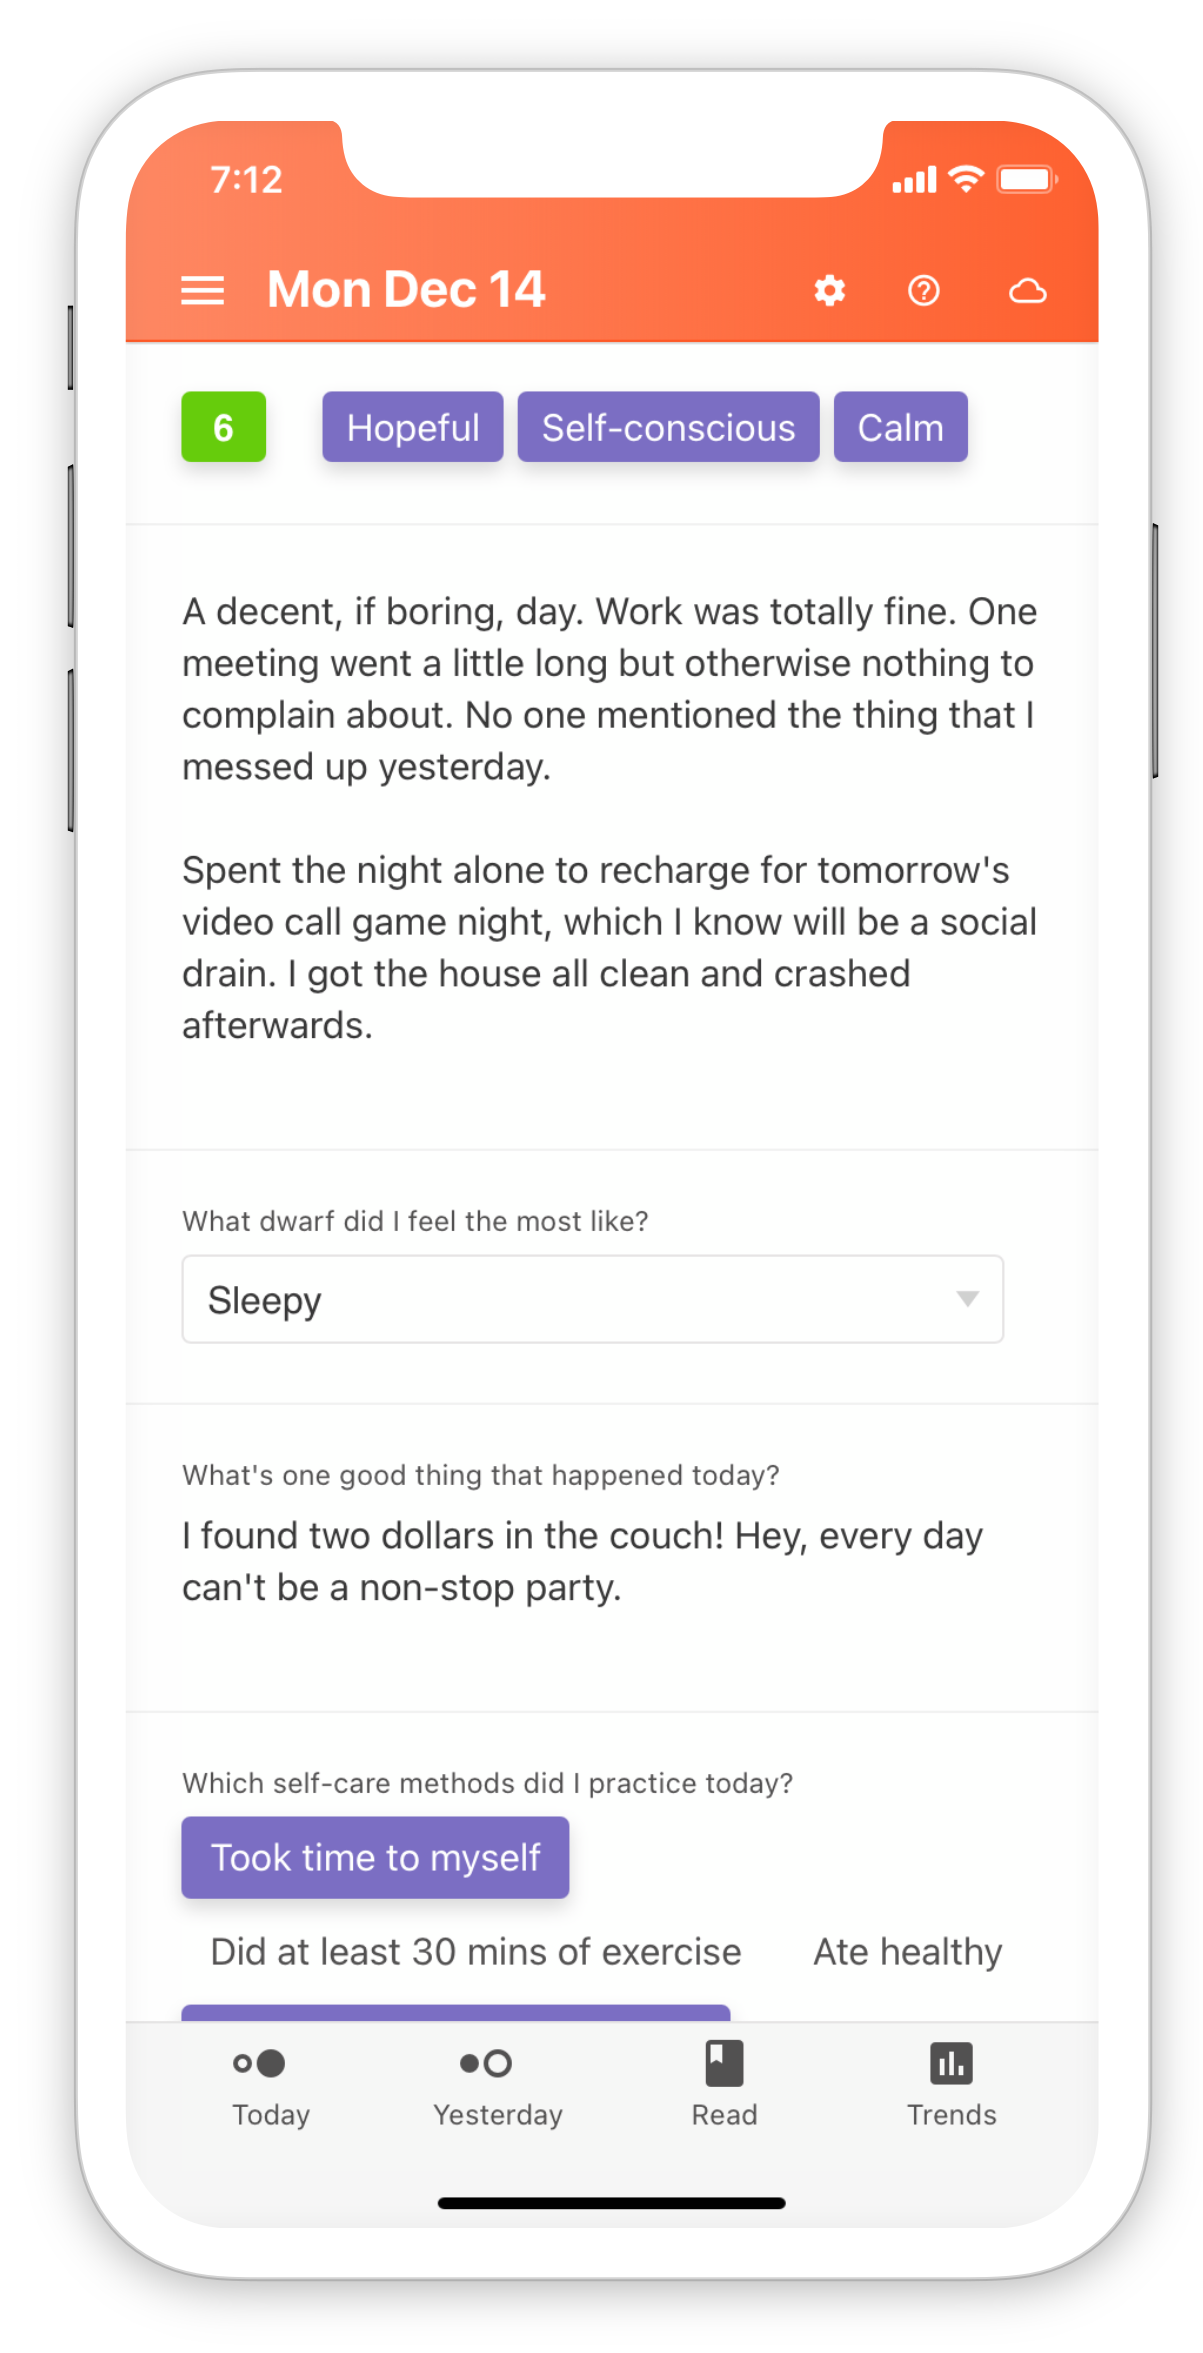 7:12
Mon Dec 14
6 Hopeful Self-conscious Calm
A decent, if boring, day. Work was totally fine. One
meeting went a little long but otherwise nothing to
complain about. No one mentioned the thing that I
messed up yesterday.
Spent the night alone to recharge for tomorrow's
video call game night, which I know will be a social
drain. I got the house all clean and crashed
afterwards.
What dwarf did I feel the most like?
Sleepy
What's one good thing that happened today?
I found two dollars in the couch! Hey, every day
can't be a non-stop party.
Which self-care methods did I practice today?
Took time to myself
Did at least 30 mins of exercise Ate healthy
Today Yesterday Read Trends